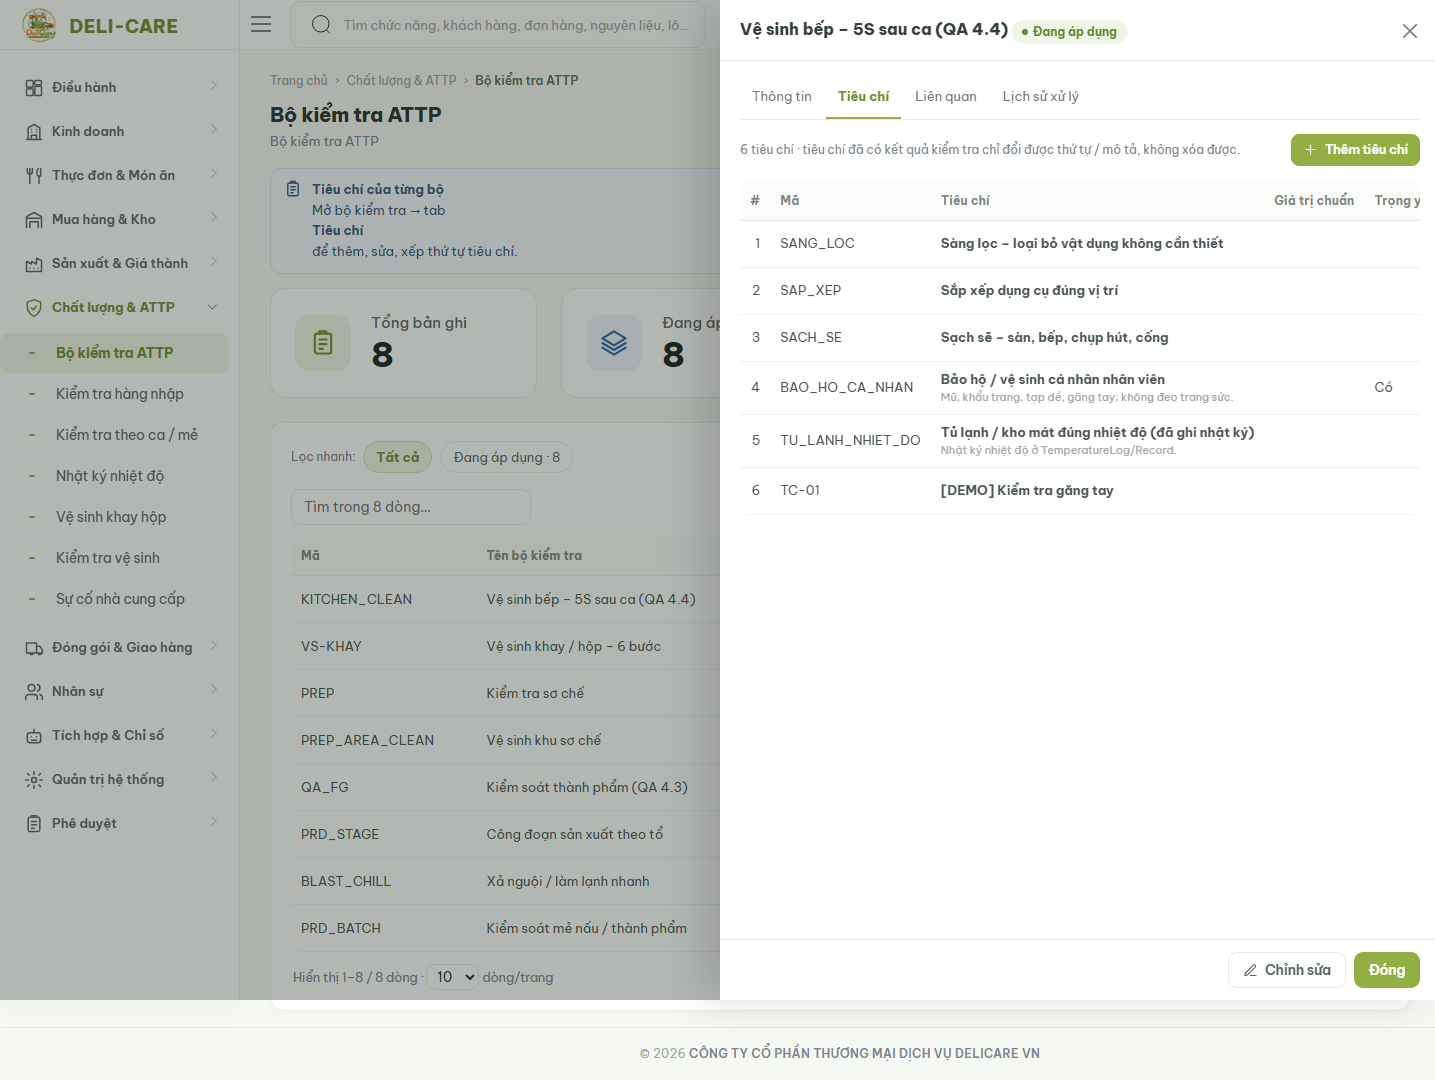 DELI-CARE
Tìm chức năng, khách hàng, đơn hàng, nguyên liệu, lô...
Điều hành
Kinh doanh
Thực đơn & Món ăn
Mua hàng & Kho
Sản xuất & Giá thành
Chất lượng & ATTP
- Bộ kiểm tra ATTP
- Kiểm tra hàng nhập
- Kiểm tra theo ca / mẻ
- Nhật ký nhiệt độ
- Vệ sinh khay hộp
- Kiểm tra vệ sinh
- Sự cố nhà cung cấp
Đóng gói & Giao hàng
Nhân sự
Tích hợp & Chỉ số
Quản trị hệ thống
Phê duyệt
Trang chủ › Chất lượng & ATTP › Bộ kiểm tra ATTP
Bộ kiểm tra ATTP
Bộ kiểm tra ATTP
Tiêu chí của từng bộ
Mở bộ kiểm tra → tab
Tiêu chí
để thêm, sửa, xếp thứ tự tiêu chí.
Tổng bản ghi
8
Đang áp
8
Lọc nhanh: Tất cả Đang áp dụng · 8
Tìm trong 8 dòng...
Mã Tên bộ kiểm tra
KITCHEN_CLEAN Vệ sinh bếp – 5S sau ca (QA 4.4)
VS-KHAY Vệ sinh khay / hộp – 6 bước
PREP Kiểm tra sơ chế
PREP_AREA_CLEAN Vệ sinh khu sơ chế
QA_FG Kiểm soát thành phẩm (QA 4.3)
PRD_STAGE Công đoạn sản xuất theo tổ
BLAST_CHILL Xả nguội / làm lạnh nhanh
PRD_BATCH Kiểm soát mẻ nấu / thành phẩm
Hiển thị 1–8 / 8 dòng · 10 dòng/trang
Vệ sinh bếp – 5S sau ca (QA 4.4) Đang áp dụng
Thông tin Tiêu chí Liên quan Lịch sử xử lý
6 tiêu chí · tiêu chí đã có kết quả kiểm tra chỉ đổi được thứ tự / mô tả, không xóa được.
+ Thêm tiêu chí
# Mã Tiêu chí Giá trị chuẩn Trọng y
1 SANG_LOC Sàng lọc – loại bỏ vật dụng không cần thiết
2 SAP_XEP Sắp xếp dụng cụ đúng vị trí
3 SACH_SE Sạch sẽ – sàn, bếp, chụp hút, cống
4 BAO_HO_CA_NHAN Bảo hộ / vệ sinh cá nhân nhân viên Có
Mũ, khẩu trang, tạp dề, găng tay; không đeo trang sức.
5 TU_LANH_NHIET_DO Tủ lạnh / kho mát đúng nhiệt độ (đã ghi nhật ký)
Nhật ký nhiệt độ ở TemperatureLog/Record.
6 TC-01 [DEMO] Kiểm tra găng tay
Chỉnh sửa Đóng
© 2026 CÔNG TY CỔ PHẦN THƯƠNG MẠI DỊCH VỤ DELICARE VN